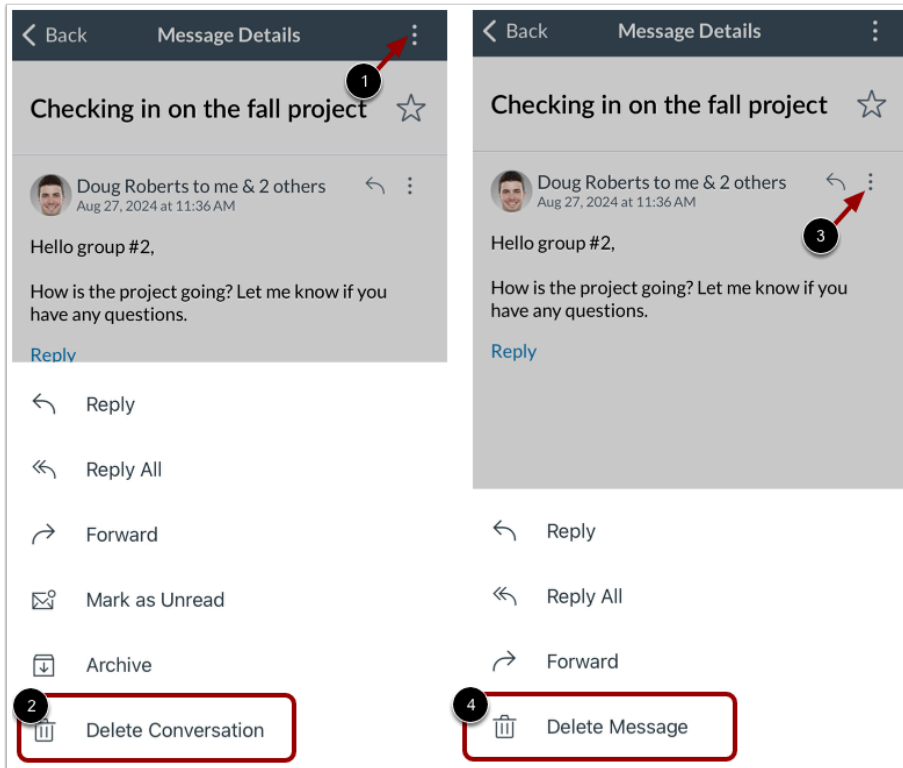 Back
Message Details
1
Checking in on the fall project
Doug Roberts to me & 2 others
Aug 27, 2024 at 11:36 AM
Hello group #2,
How is the project going? Let me know if you
have any questions.
Reply
Reply
Reply All
Forward
Mark as Unread
Archive
2
Delete Conversation
Back
Message Details
Checking in on the fall project
Doug Roberts to me & 2 others
Aug 27, 2024 at 11:36 AM
3
Hello group #2,
How is the project going? Let me know if you
have any questions.
Reply
Reply
Reply All
Forward
4
Delete Message